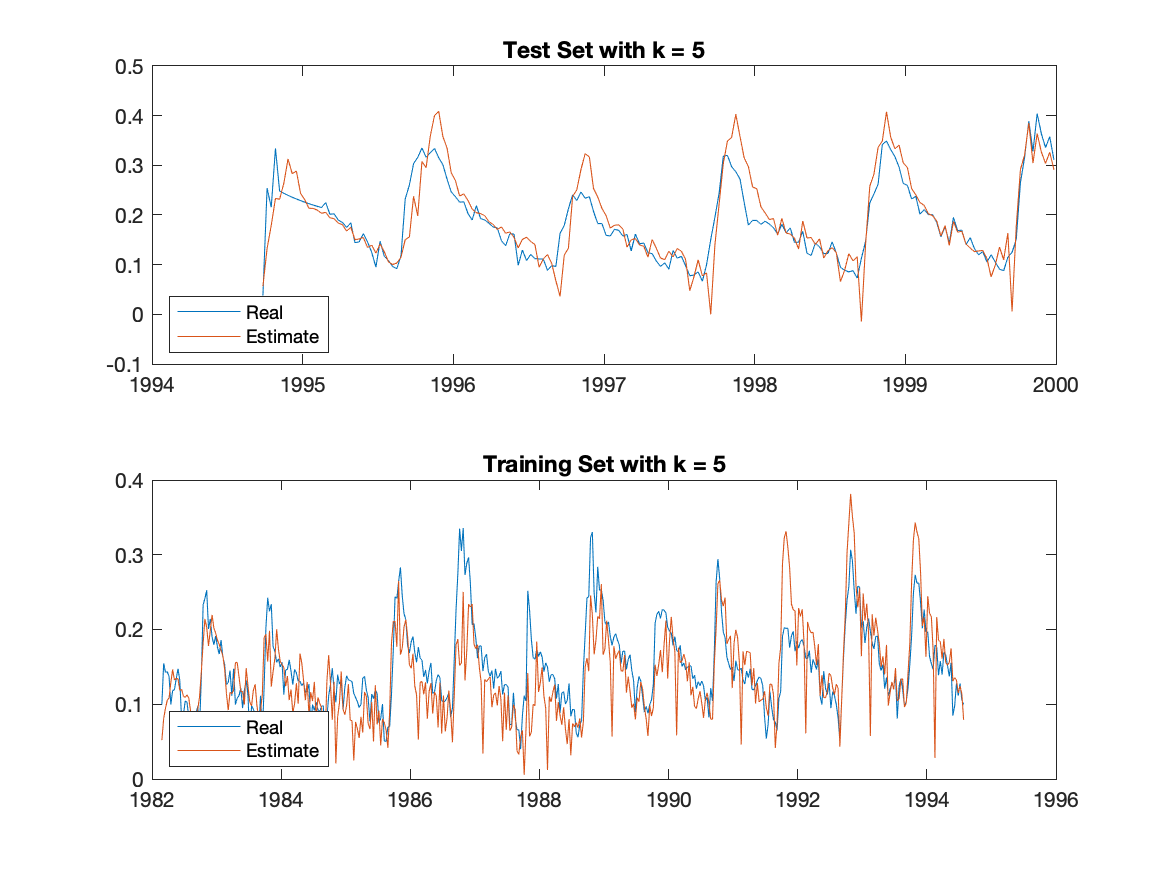 Test Set with k = 5
0.5
0.4
0.3
0.2
0.1
0
-0.1
Real
Estimate
1994 1995 1996 1997 1998 1999 2000
Training Set with k = 5
0.4
0.3
0.2
0.1
0
Real
Estimate
1982 1984 1986 1988 1990 1992 1994 1996